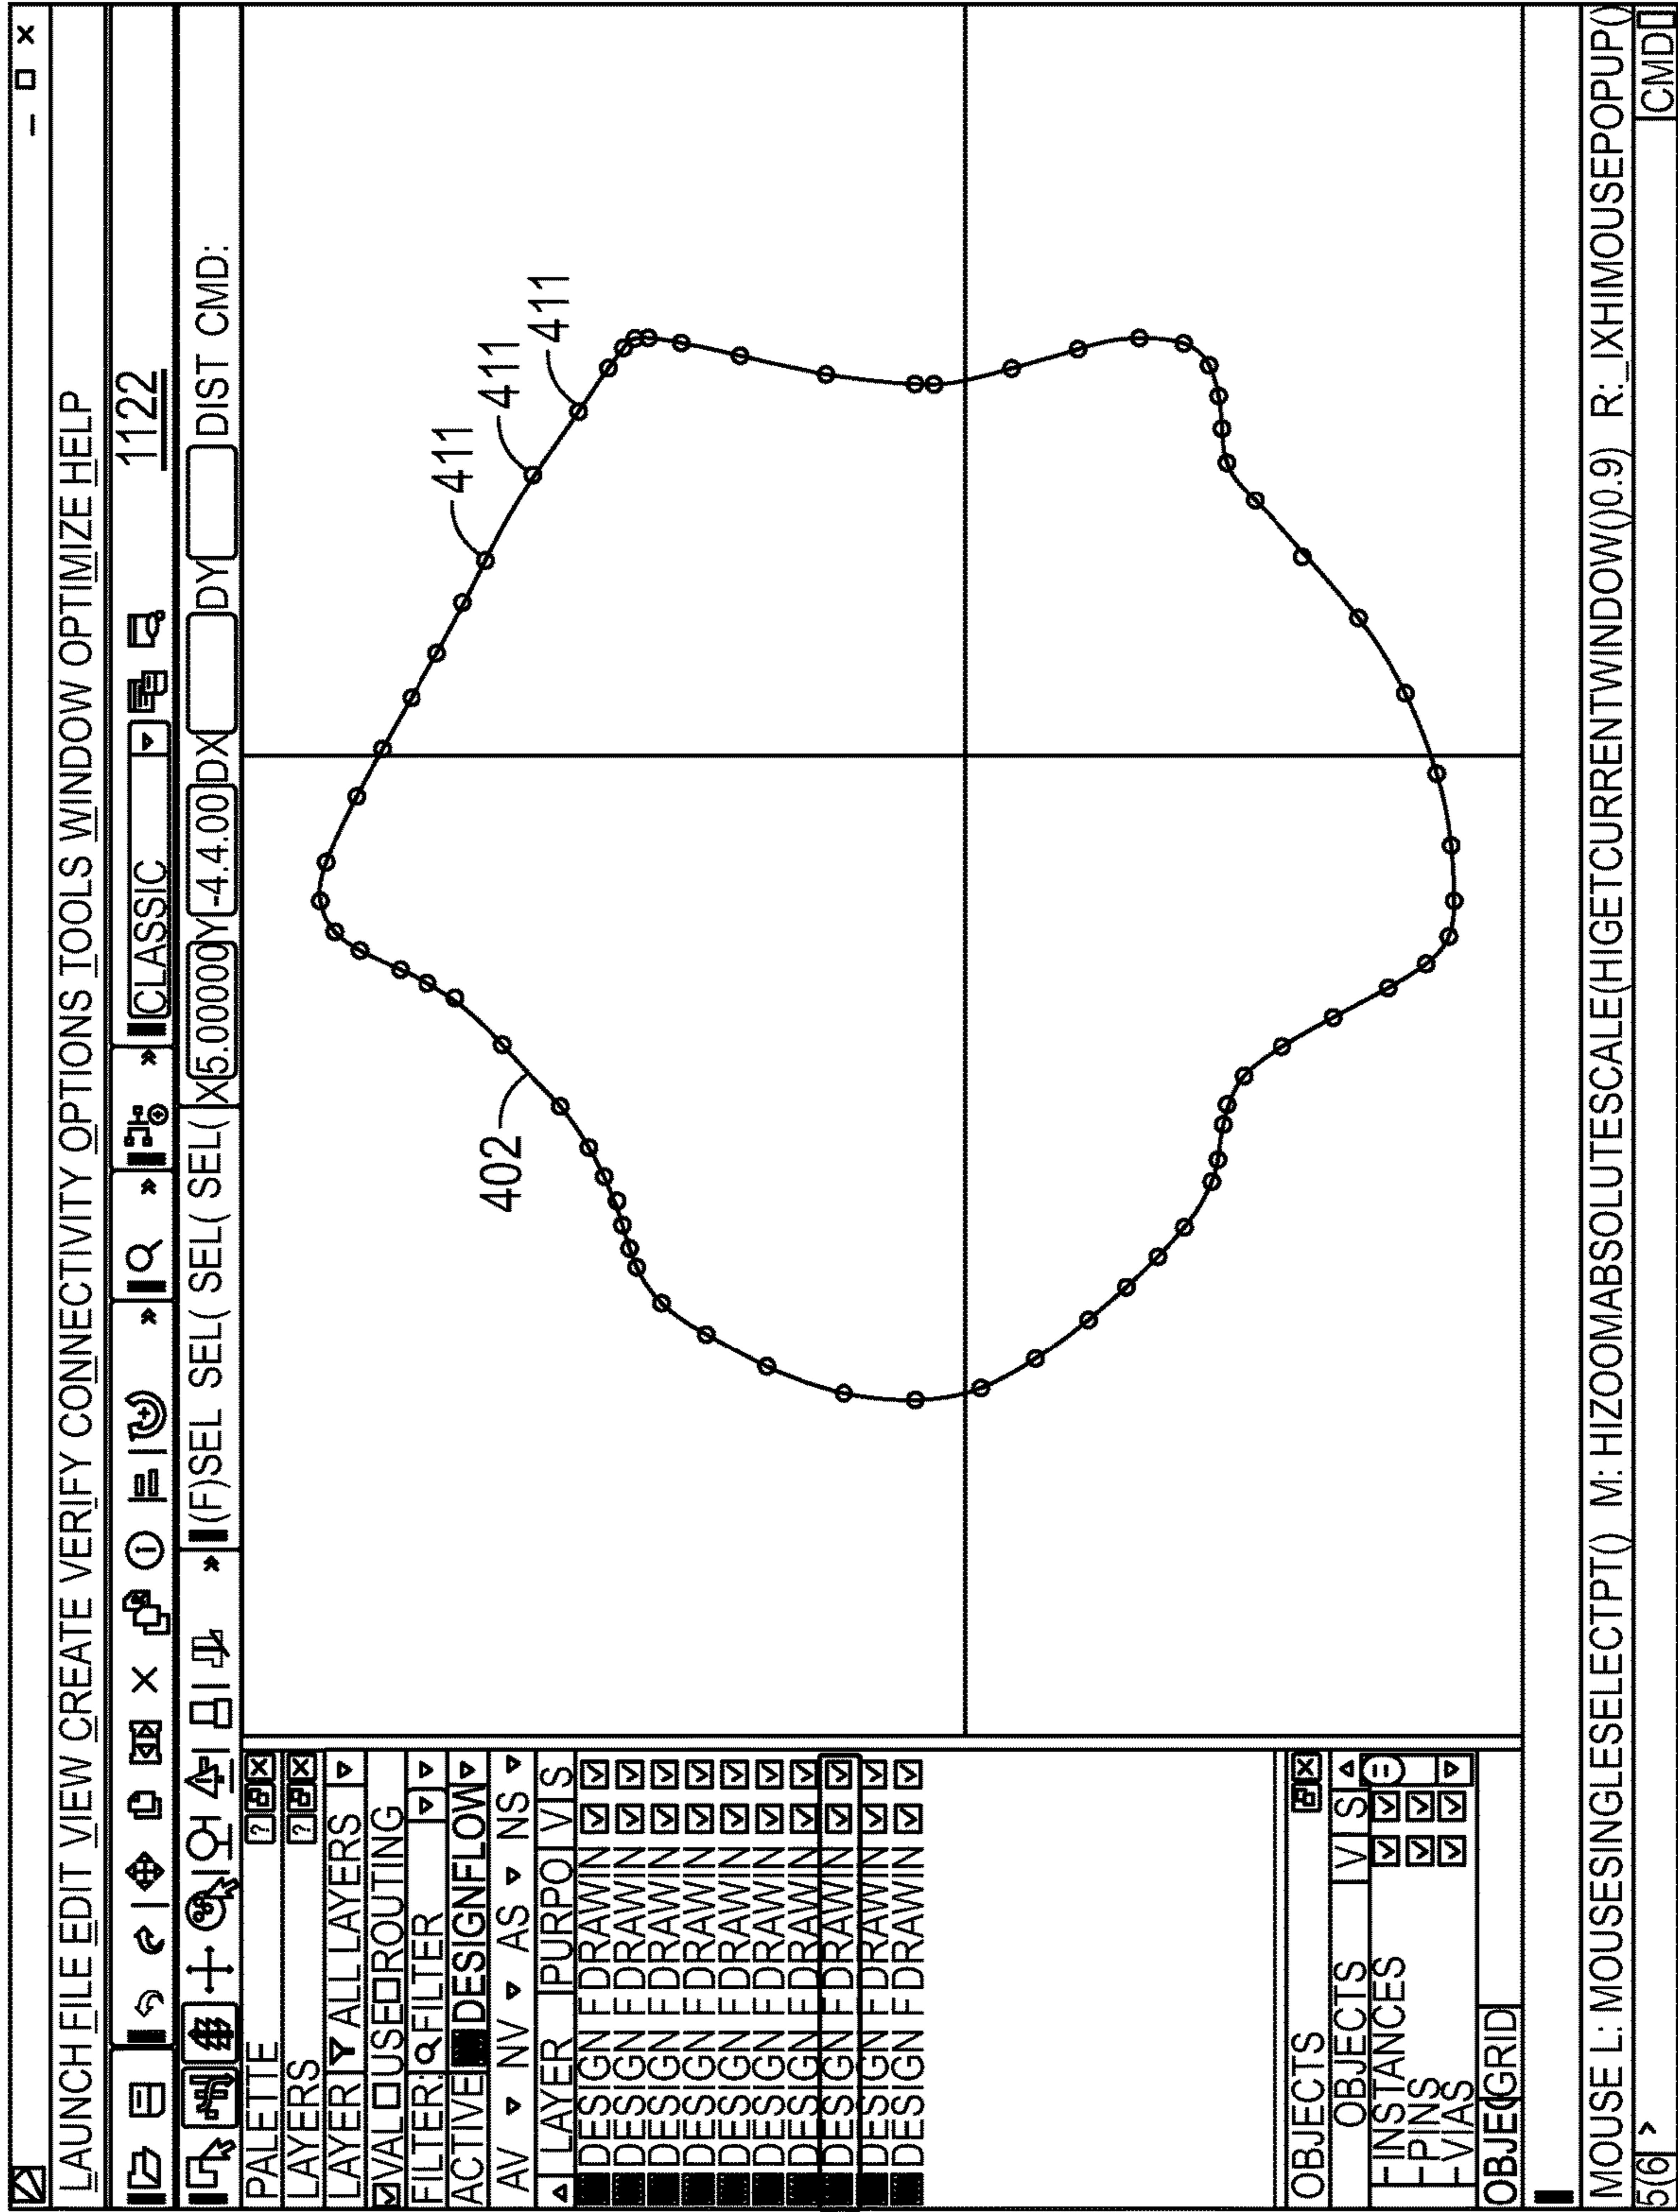 LAUNCH FILE EDIT VIEW CREATE VERIFY CONNECTIVITY OPTIONS TOOLS WINDOW OPTIMIZE HELP
CLASSIC
1122
(F)SEL SEL( SEL( SEL( X 5.00000 Y -4.4.00 DX DY DIST CMD:
PALETTE
LAYERS
LAYER ALL LAYERS
VAL USED ROUTING
FILTER: FILTER
ACTIVE DESIGNFLOW
AV NV AS NS
LAYER PURPO V S
DESIGN F DRAWIN
DESIGN F DRAWIN
DESIGN F DRAWIN
DESIGN F DRAWIN
DESIGN F DRAWIN
DESIGN F DRAWIN
DESIGN F DRAWIN
DESIGN F DRAWIN
DESIGN F DRAWIN
DESIGN F DRAWIN
OBJECTS
OBJECTS V S
INSTANCES
PINS
VIAS
OBJE( GRID
402
411
411
411
MOUSE L: MOUSESINGLESELECTPT() M: HIZOOMABSOLUTESCALE(HIGETCURRENTWINDOW()0.9) R:_IXHIMOUSEPOPUP()
5(6) >
CMD